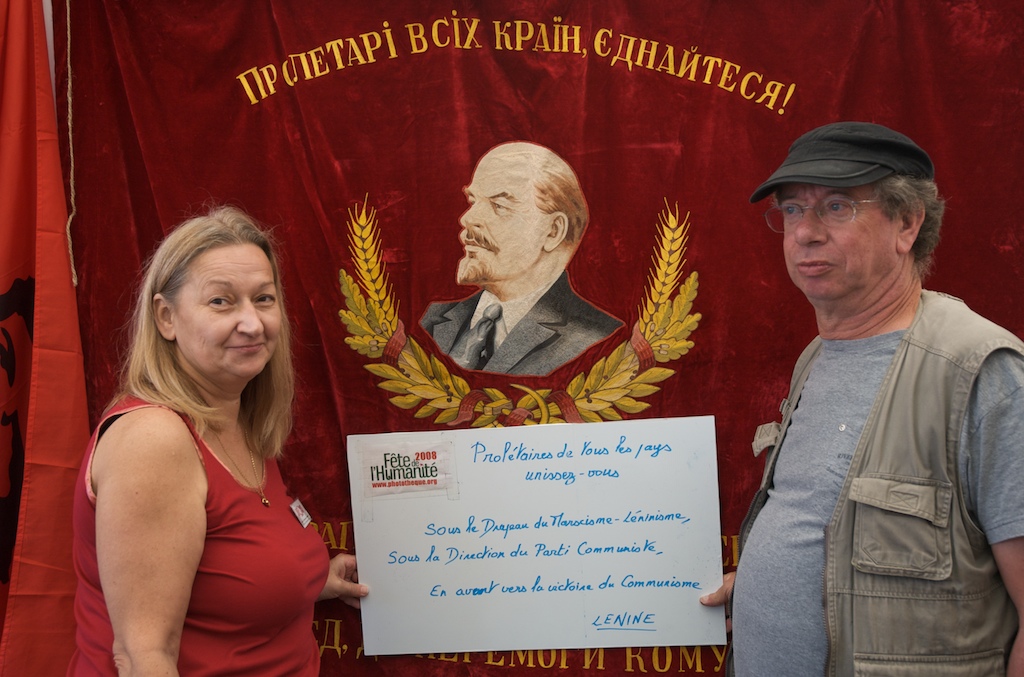 Пролетарі всіх країн, єднайтеся!
Fête 2008
de
l'Humanité
www.phototheque.org
Prolétaires de tous les pays
unissez-vous
Sous le Drapeau du Marxisme-Léninisme,
Sous la Direction du Parti Communiste,
En avant vers la victoire du Communisme
LENINE